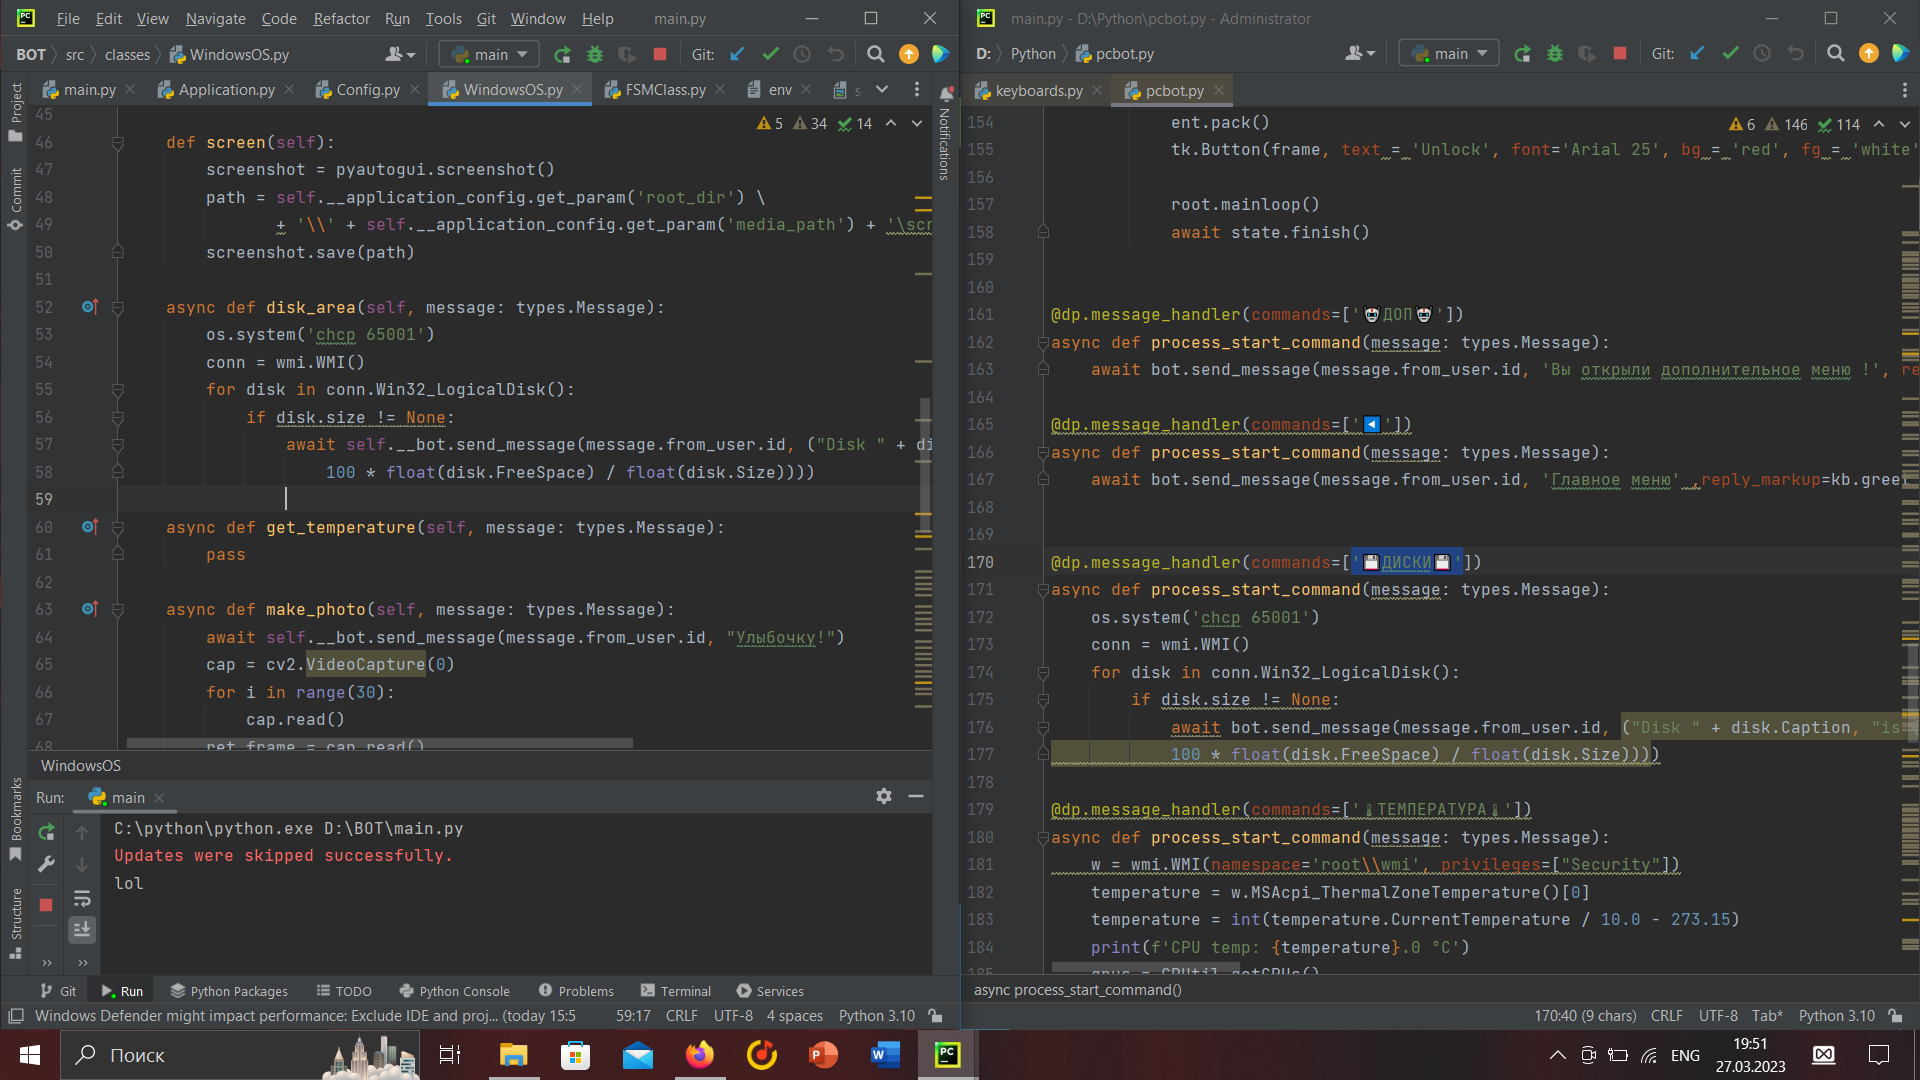 File Edit View Navigate Code Refactor Run Tools Git Window Help main.py
BOT src classes WindowsOS.py main Git:
main.py Application.py Config.py WindowsOS.py FSMClass.py env s
5 34 14
45
46 def screen(self):
47 screenshot = pyautogui.screenshot()
48 path = self.__application_config.get_param('root_dir') \
49 + '\\' + self.__application_config.get_param('media_path') + '\scr
50 screenshot.save(path)
51
52 async def disk_area(self, message: types.Message):
53 os.system('chcp 65001')
54 conn = wmi.WMI()
55 for disk in conn.Win32_LogicalDisk():
56 if disk.size != None:
57 await self.__bot.send_message(message.from_user.id, ("Disk " + di
58 100 * float(disk.FreeSpace) / float(disk.Size))))
59
60 async def get_temperature(self, message: types.Message):
61 pass
62
63 async def make_photo(self, message: types.Message):
64 await self.__bot.send_message(message.from_user.id, "Улыбочку!")
65 cap = cv2.VideoCapture(0)
66 for i in range(30):
67 cap.read()
68 ret, frame = cap.read()
WindowsOS
Run: main
C:\python\python.exe D:\BOT\main.py
Updates were skipped successfully.
lol
Project
Commit
Bookmarks
Structure
Notifications
Git Run Python Packages TODO Python Console Problems Terminal Services
Windows Defender might impact performance: Exclude IDE and proj... (today 15:5 59:17 CRLF UTF-8 4 spaces Python 3.10
main.py - D:\Python\pcbot.py - Administrator
D: Python pcbot.py main Git:
keyboards.py pcbot.py
6 146 114
154 ent.pack()
155 tk.Button(frame, text = 'Unlock', font='Arial 25', bg = 'red', fg = 'white'
156
157 root.mainloop()
158 await state.finish()
159
160
161 @dp.message_handler(commands=['🤡ДОП🤡'])
162 async def process_start_command(message: types.Message):
163 await bot.send_message(message.from_user.id, 'Вы открыли дополнительное меню !', re
164
165 @dp.message_handler(commands=['◀'])
166 async def process_start_command(message: types.Message):
167 await bot.send_message(message.from_user.id, 'Главное меню' ,reply_markup=kb.gree
168
169
170 @dp.message_handler(commands=['💾ДИСКИ💾'])
171 async def process_start_command(message: types.Message):
172 os.system('chcp 65001')
173 conn = wmi.WMI()
174 for disk in conn.Win32_LogicalDisk():
175 if disk.size != None:
176 await bot.send_message(message.from_user.id, ("Disk " + disk.Caption, "is
177 100 * float(disk.FreeSpace) / float(disk.Size))))
178
179 @dp.message_handler(commands=['🌡ТЕМПЕРАТУРА🌡'])
180 async def process_start_command(message: types.Message):
181 w = wmi.WMI(namespace='root\\wmi', privileges=["Security"])
182 temperature = w.MSAcpi_ThermalZoneTemperature()[0]
183 temperature = int(temperature.CurrentTemperature / 10.0 - 273.15)
184 print(f'CPU temp: {temperature}.0 °C')
185 gpus = GPUtil.getGPUs()
async process_start_command()
170:40 (9 chars) CRLF UTF-8 Tab* Python 3.10
Поиск
ENG
19:51
27.03.2023